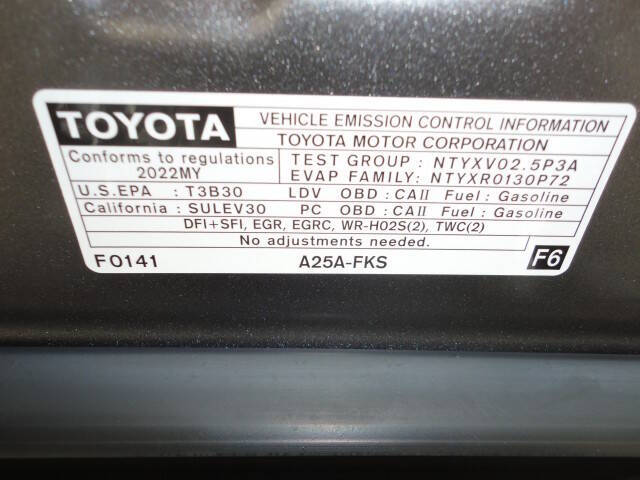 TOYOTA
VEHICLE EMISSION CONTROL INFORMATION
TOYOTA MOTOR CORPORATION
Conforms to regulations
2022MY
TEST GROUP : NTYXV02.5P3A
EVAP FAMILY: NTYXR0130P72
U.S.EPA : T3B30 LDV OBD: CAII Fuel: Gasoline
California : SULEV30 PC OBD: CAII Fuel: Gasoline
DFI+SFI, EGR, EGRC, WR-HO2S(2), TWC(2)
No adjustments needed.
F0141 A25A-FKS F6